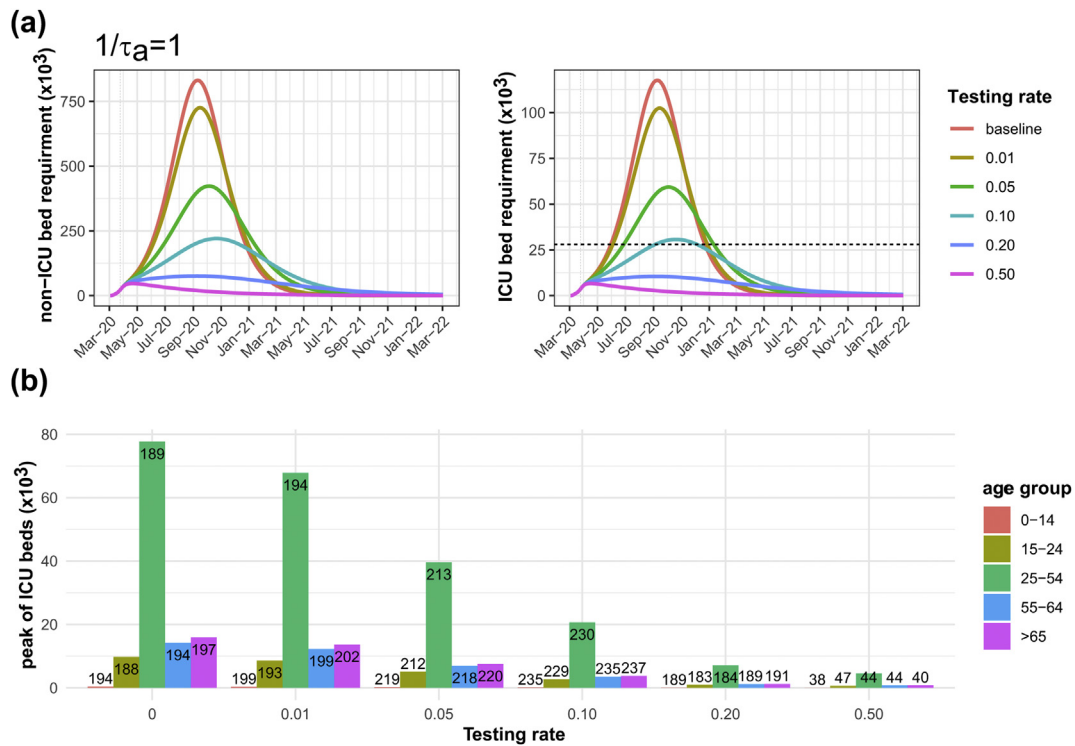 (a)
1/τa=1
non−ICU bed requirment (x10³)
750
500
250
0
Mar−20 May−20 Jul−20 Sep−20 Nov−20 Jan−21 Mar−21 May−21 Jul−21 Sep−21 Nov−21 Jan−22 Mar−22
ICU bed requirment (x10³)
100
75
50
25
0
Mar−20 May−20 Jul−20 Sep−20 Nov−20 Jan−21 Mar−21 May−21 Jul−21 Sep−21 Nov−21 Jan−22 Mar−22
Testing rate
baseline
0.01
0.05
0.10
0.20
0.50
(b)
peak of ICU beds (x10³)
80
60
40
20
0
194 188 189 194 197
199 193 194 199 202
219 212 213 218 220
235 229 230 235 237
189 183 184 189 191
38 47 44 44 40
0 0.01 0.05 0.10 0.20 0.50
Testing rate
age group
0−14
15−24
25−54
55−64
>65